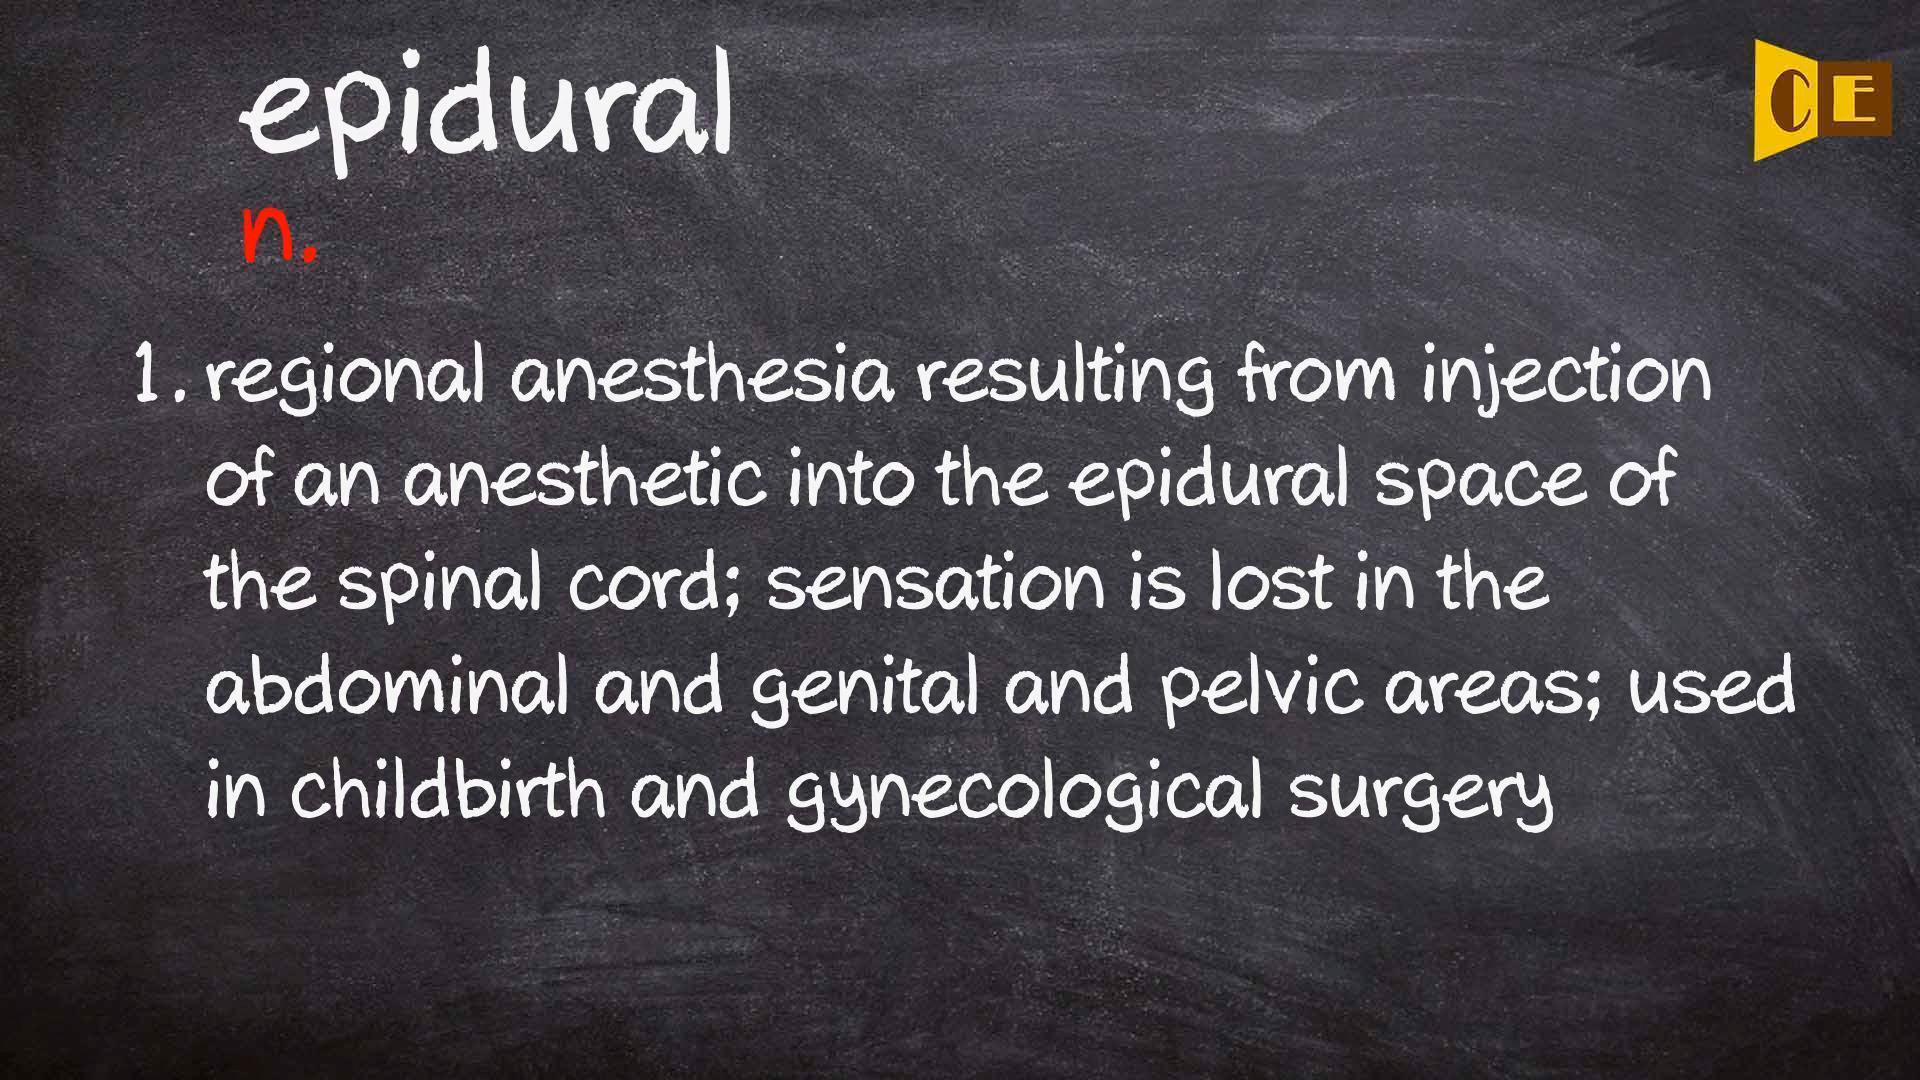 epidural
CE
n.
1. regional anesthesia resulting from injection
of an anesthetic into the epidural space of
the spinal cord; sensation is lost in the
abdominal and genital and pelvic areas; used
in childbirth and gynecological surgery